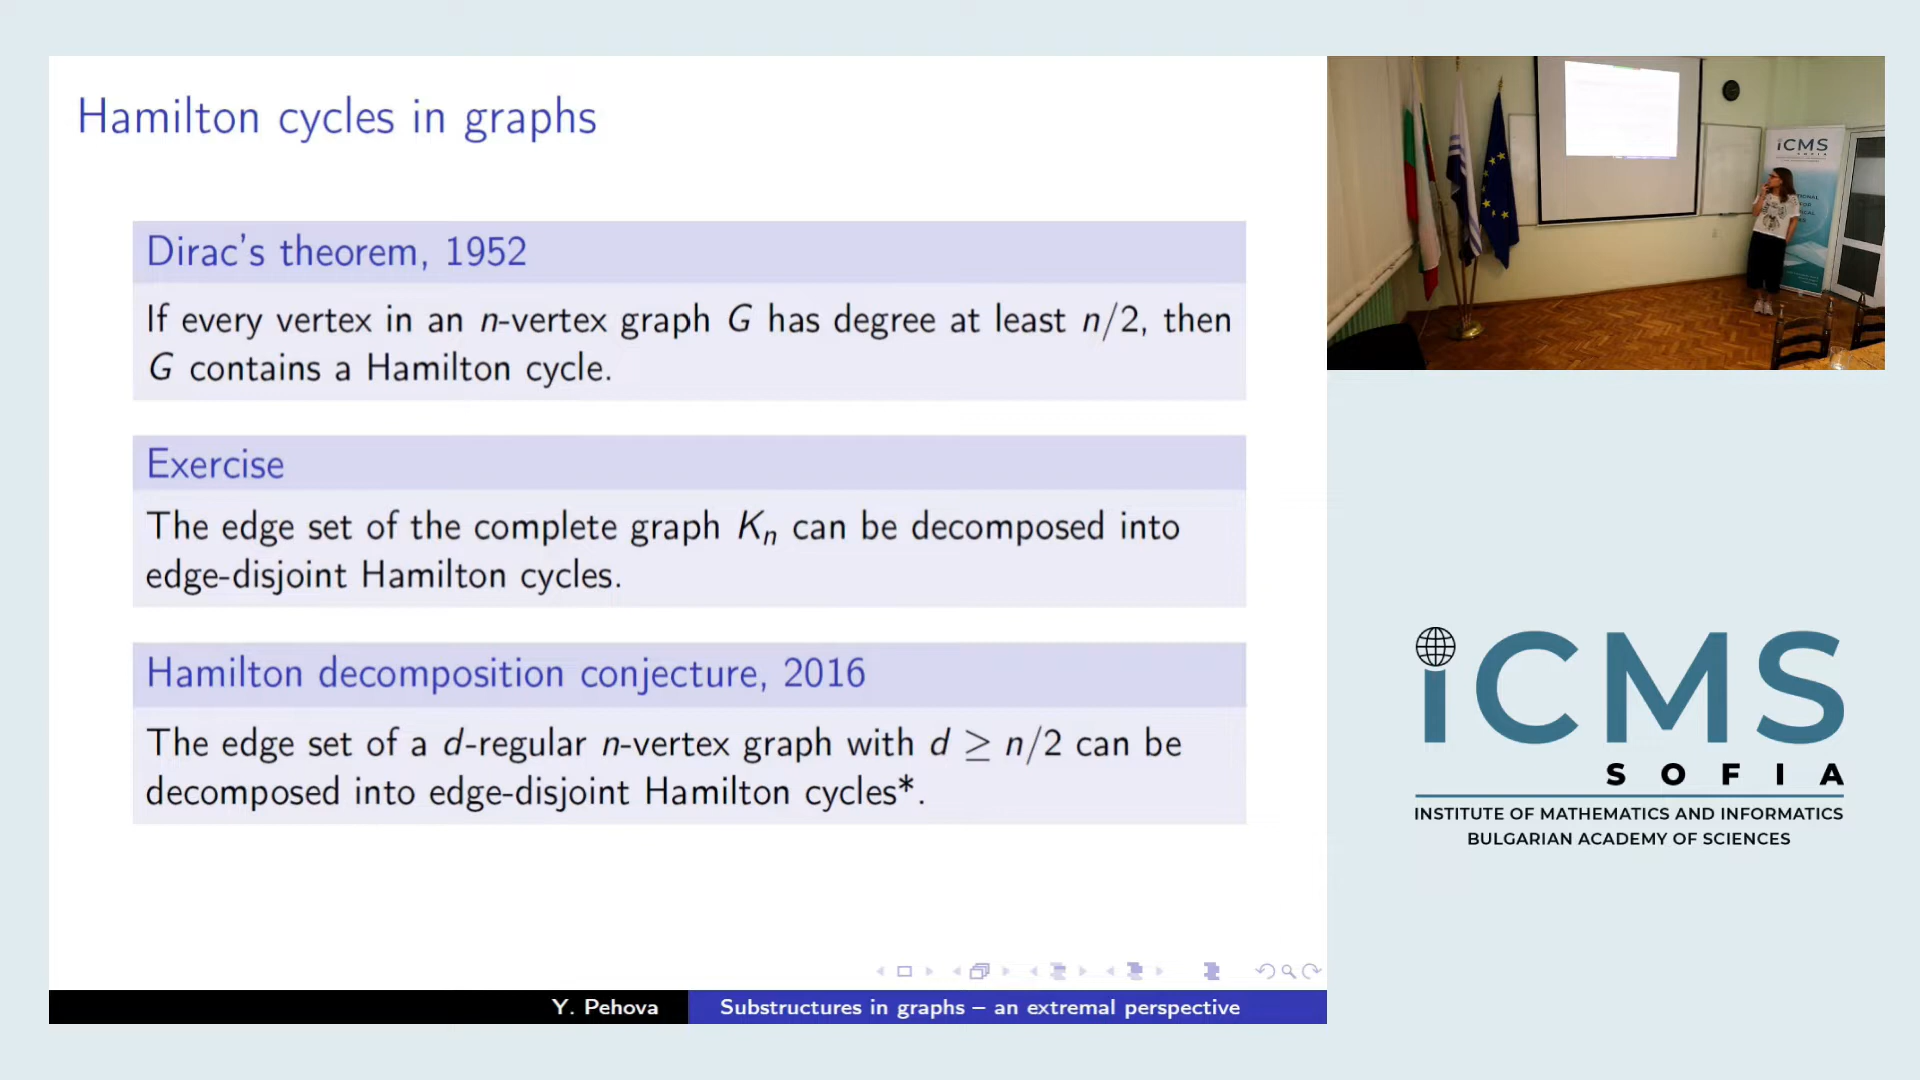 Hamilton cycles in graphs
Dirac's theorem, 1952
If every vertex in an n-vertex graph G has degree at least n/2, then
G contains a Hamilton cycle.
Exercise
The edge set of the complete graph Kₙ can be decomposed into
edge-disjoint Hamilton cycles.
Hamilton decomposition conjecture, 2016
The edge set of a d-regular n-vertex graph with d ≥ n/2 can be
decomposed into edge-disjoint Hamilton cycles*.
Y. Pehova
Substructures in graphs – an extremal perspective
iCMS
iCMS
SOFIA
INSTITUTE OF MATHEMATICS AND INFORMATICS
BULGARIAN ACADEMY OF SCIENCES